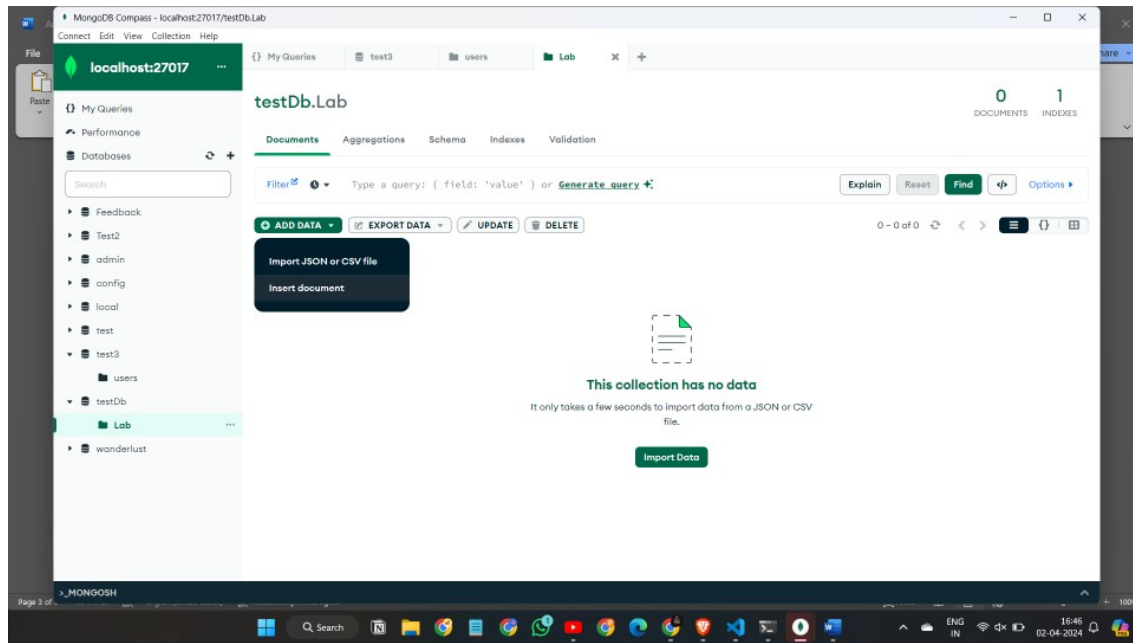 MongoDB Compass - localhost:27017/testDb.Lab
Connect Edit View Collection Help
File
Paste
localhost:27017 ...
{} My Queries
test3
users
Lab
{} My Queries
Performance
Databases
Search
Feedback
Test2
admin
config
local
test
test3
users
testDb
Lab ...
wanderlust
testDb.Lab
0
DOCUMENTS
1
INDEXES
Documents Aggregations Schema Indexes Validation
Filter Type a query: { field: 'value' } or Generate query
Explain Reset Find </> Options
ADD DATA EXPORT DATA UPDATE DELETE
0 – 0 of 0 {}
Import JSON or CSV file
Insert document
This collection has no data
It only takes a few seconds to import data from a JSON or CSV
file.
Import Data
>_MONGOSH
Page 3 of
Search
ENG
IN
16:46
02-04-2024